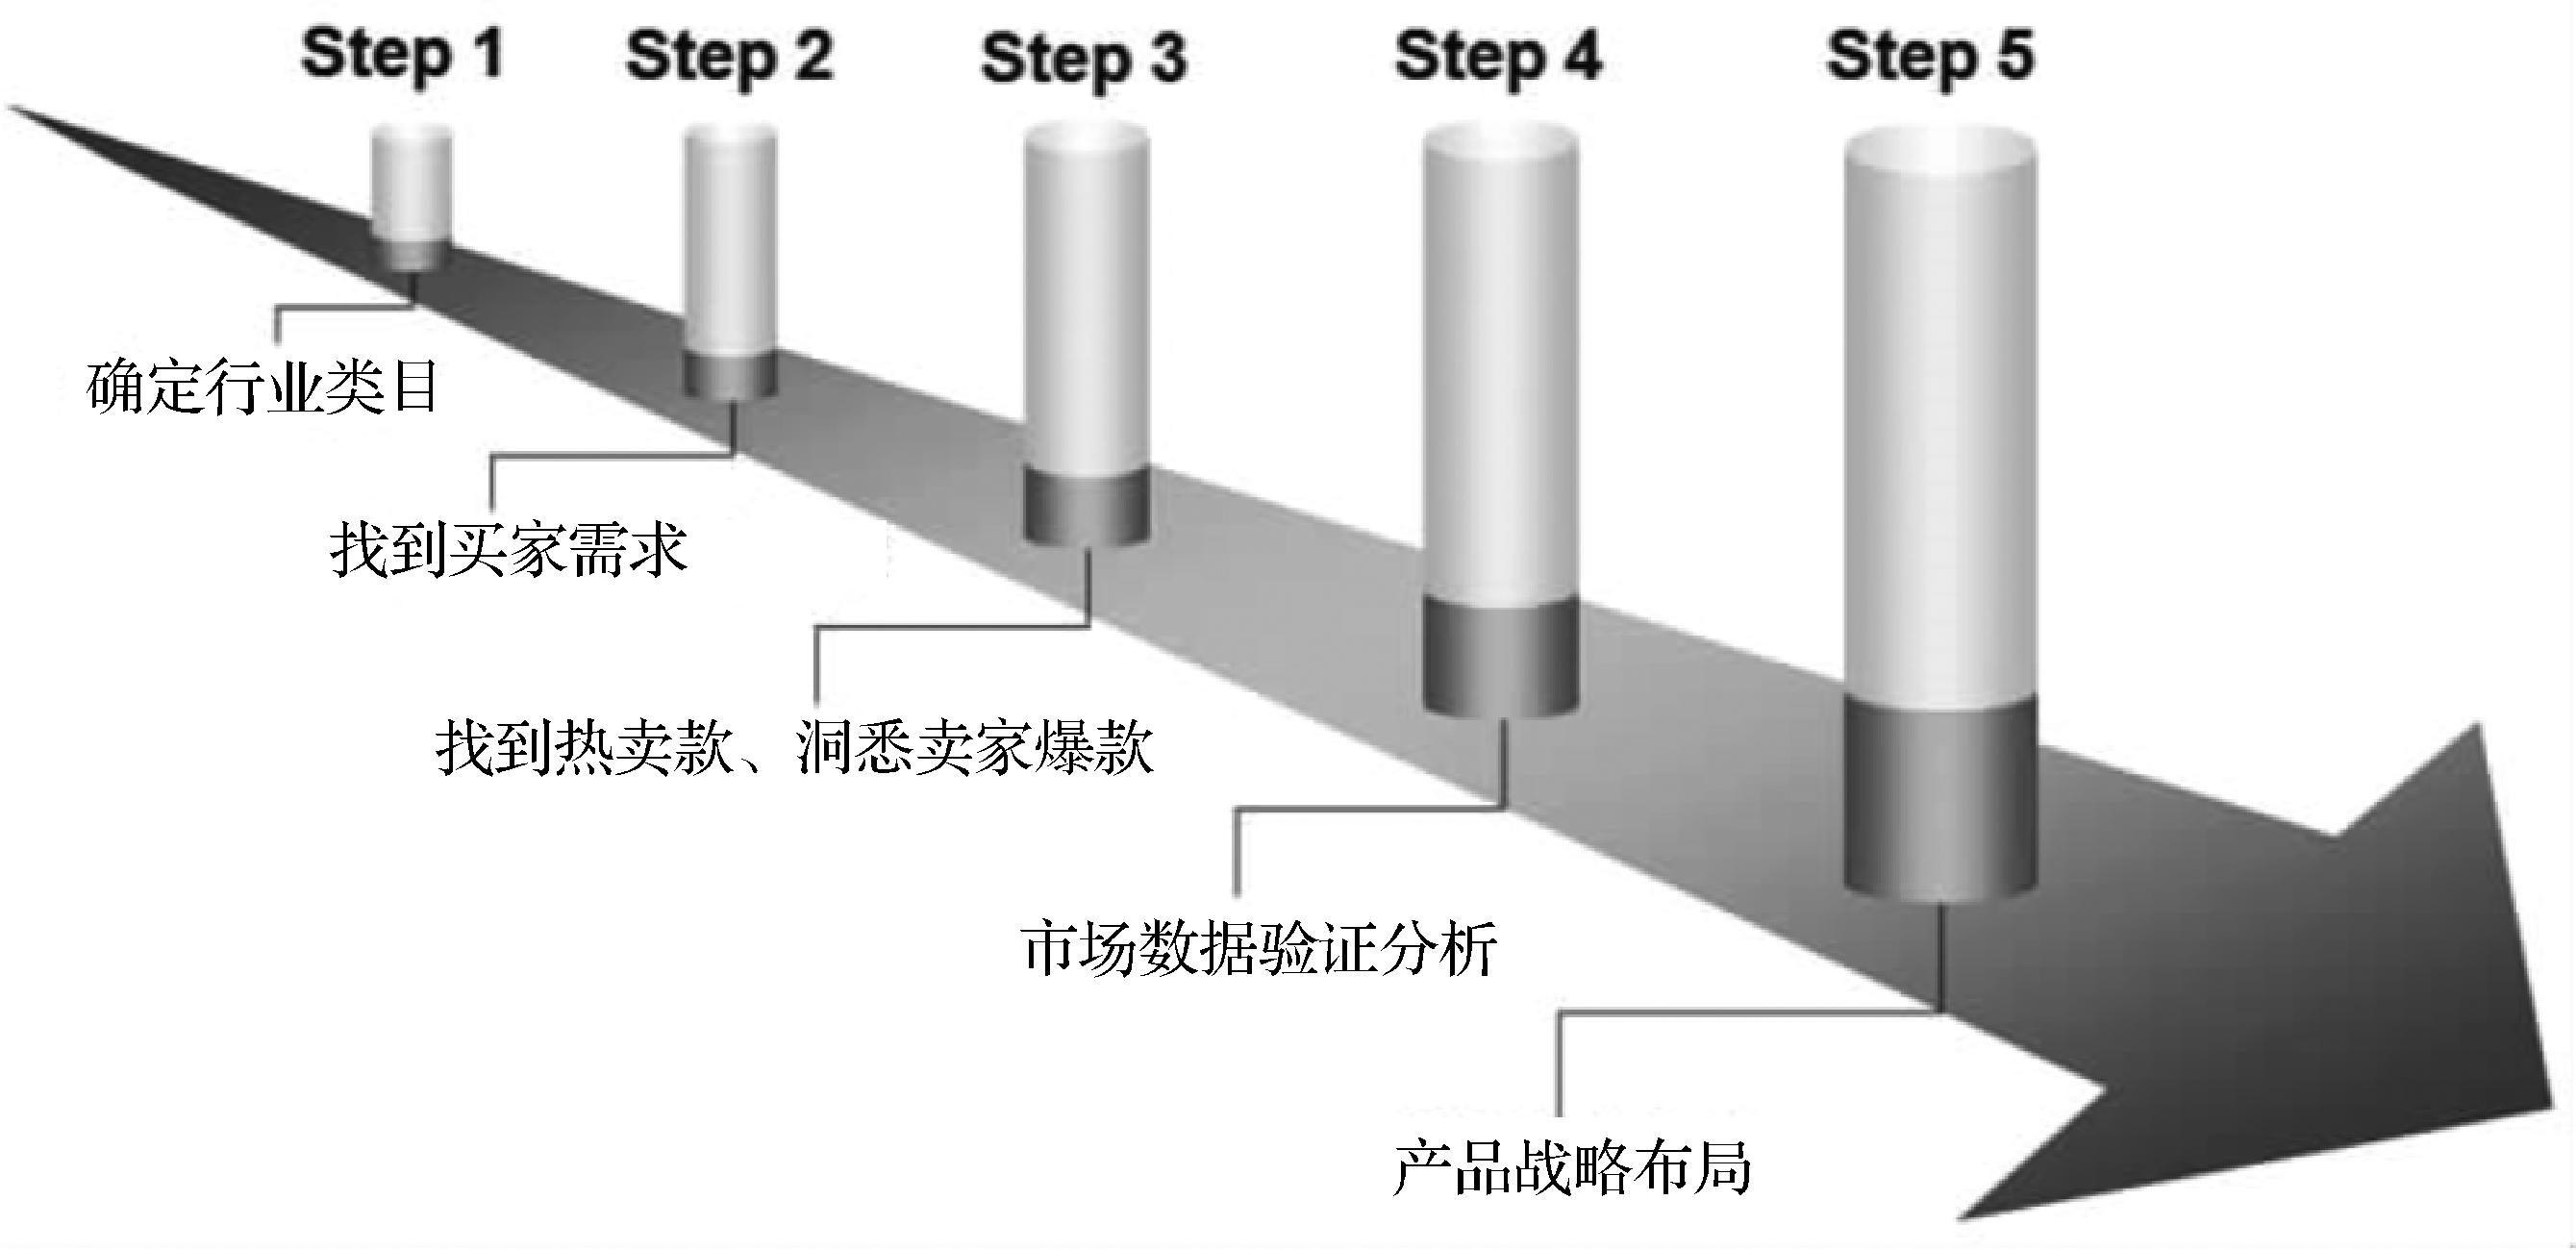 Step 1 Step 2 Step 3 Step 4 Step 5
确定行业类目
找到买家需求
找到热卖款、洞悉卖家爆款
市场数据验证分析
产品战略布局